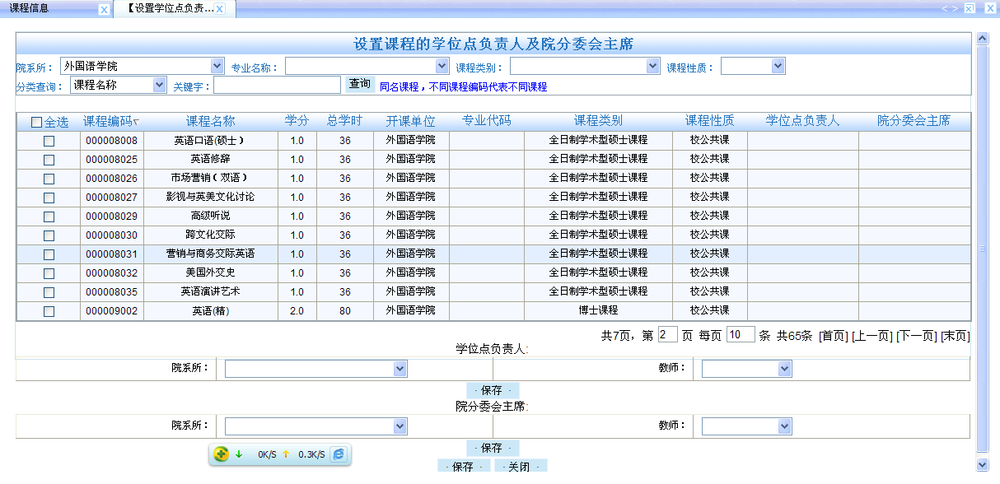 课程信息 【设置学位点负责...
设置课程的学位点负责人及院分委会主席
院系所： 外国语学院 专业名称： 课程类别： 课程性质：
分类查询： 课程名称 关键字： 查询 同名课程，不同课程编码代表不同课程
全选 课程编码▽ 课程名称 学分 总学时 开课单位 专业代码 课程类别 课程性质 学位点负责人 院分委会主席
000008008 英语口语(硕士) 1.0 36 外国语学院 全日制学术型硕士课程 校公共课
000008025 英语修辞 1.0 36 外国语学院 全日制学术型硕士课程 校公共课
000008026 市场营销(双语) 1.0 36 外国语学院 全日制学术型硕士课程 校公共课
000008027 影视与英美文化讨论 1.0 36 外国语学院 全日制学术型硕士课程 校公共课
000008029 高级听说 1.0 36 外国语学院 全日制学术型硕士课程 校公共课
000008030 跨文化交际 1.0 36 外国语学院 全日制学术型硕士课程 校公共课
000008031 营销与商务交际英语 1.0 36 外国语学院 全日制学术型硕士课程 校公共课
000008032 美国外交史 1.0 36 外国语学院 全日制学术型硕士课程 校公共课
000008035 英语演讲艺术 1.0 36 外国语学院 全日制学术型硕士课程 校公共课
000009002 英语(精) 2.0 80 外国语学院 博士课程 校公共课
共7页，第 2 页 每页 10 条 共65条 [首页] [上一页] [下一页] [末页]
学位点负责人:
院系所： 教师：
· 保存 ·
院分委会主席:
院系所： 教师：
· 保存 ·
0K/S 0.3K/S
· 保存 · · 关闭 ·